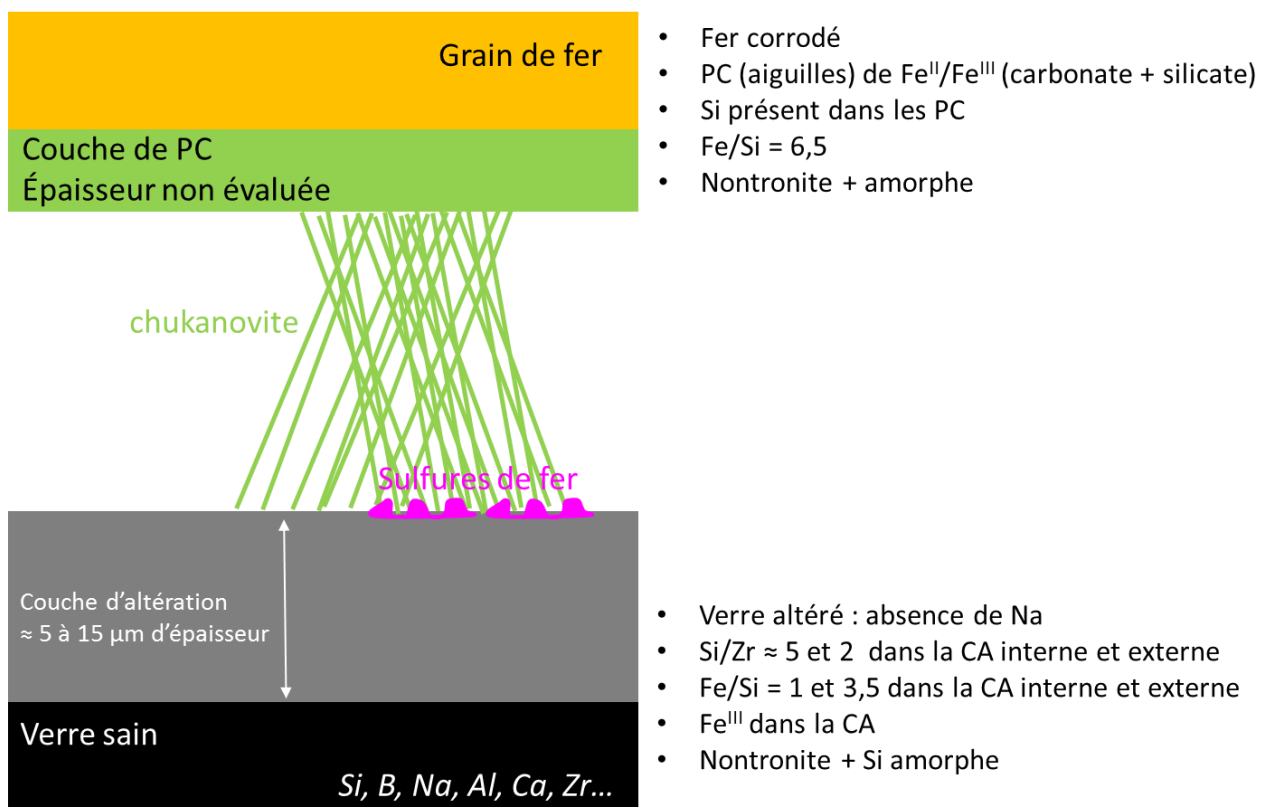 Grain de fer
Couche de PC
Épaisseur non évaluée
• Fer corrodé
• PC (aiguilles) de Feᴵᴵ/Feᴵᴵᴵ (carbonate + silicate)
• Si présent dans les PC
• Fe/Si = 6,5
• Nontronite + amorphe
chukanovite
Sulfures de fer
Couche d’altération
≈ 5 à 15 µm d’épaisseur
Verre sain
Si, B, Na, Al, Ca, Zr...
• Verre altéré : absence de Na
• Si/Zr ≈ 5 et 2 dans la CA interne et externe
• Fe/Si = 1 et 3,5 dans la CA interne et externe
• Feᴵᴵᴵ dans la CA
• Nontronite + Si amorphe